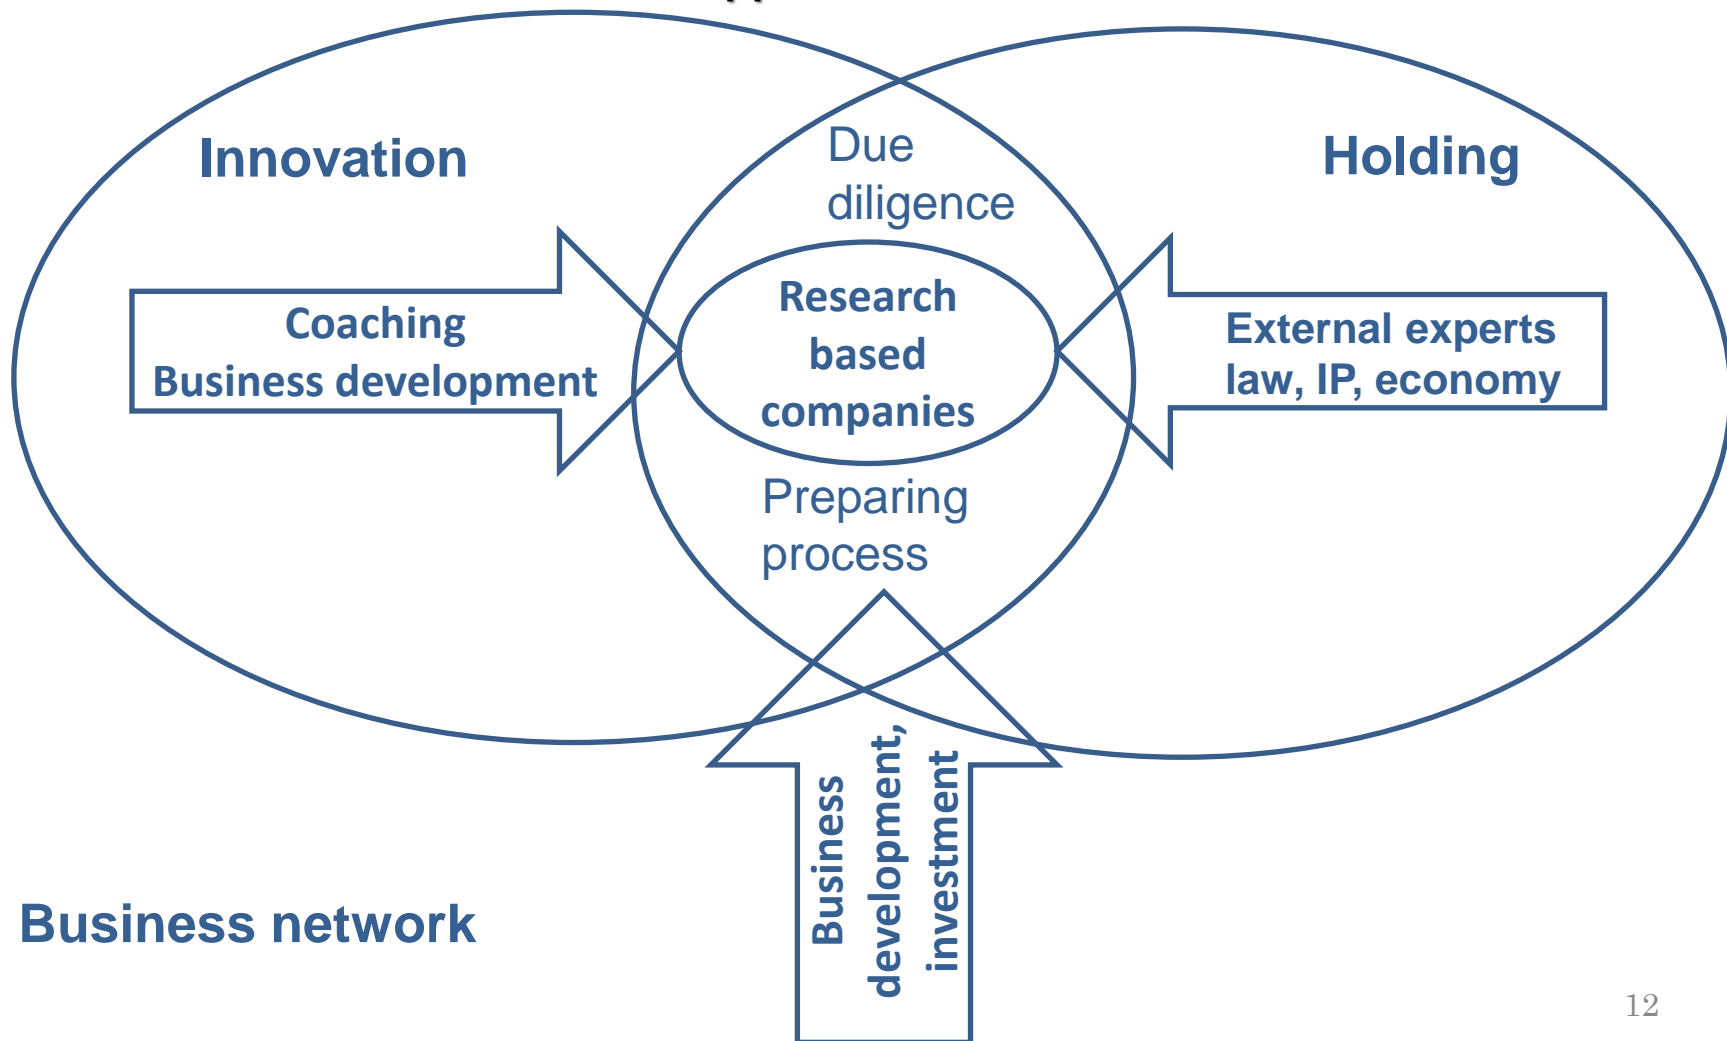 Innovation
Due
diligence
Holding
Coaching
Business development
Research
based
companies
External experts
law, IP, economy
Preparing
process
Business
development,
investment
Business network
12